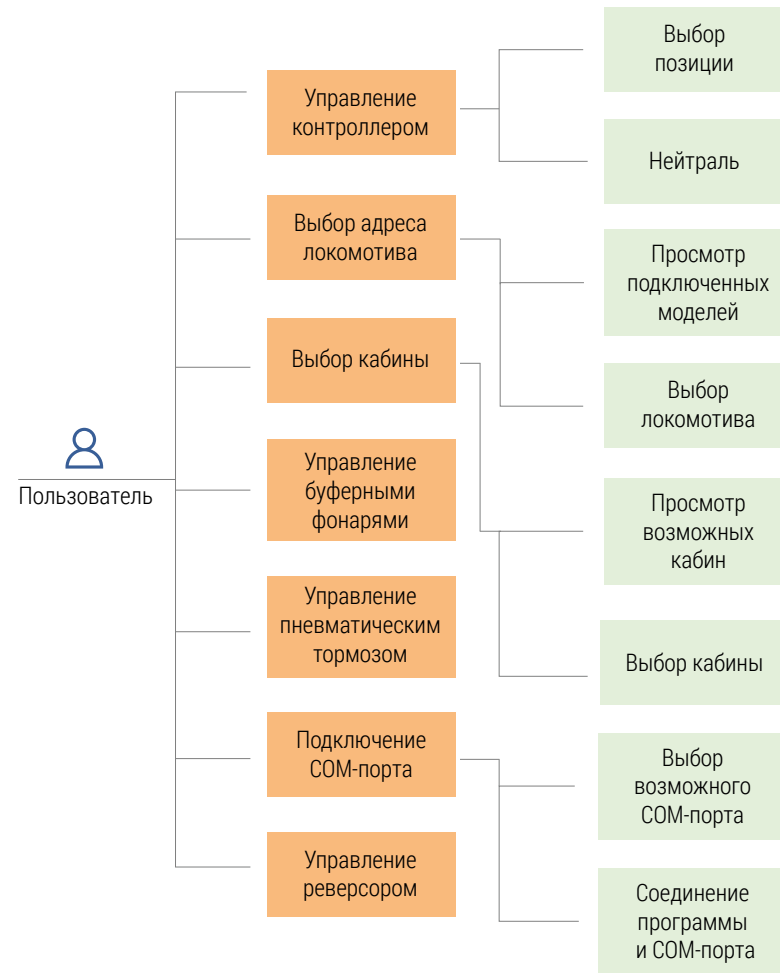 Пользователь
Управление
контроллером
Выбор адреса
локомотива
Выбор кабины
Управление
буферными
фонарями
Управление
пневматическим
тормозом
Подключение
COM-порта
Управление
реверсором
Выбор
позиции
Нейтраль
Просмотр
подключенных
моделей
Выбор
локомотива
Просмотр
возможных
кабин
Выбор кабины
Выбор
возможного
COM-порта
Соединение
программы
и COM-порта